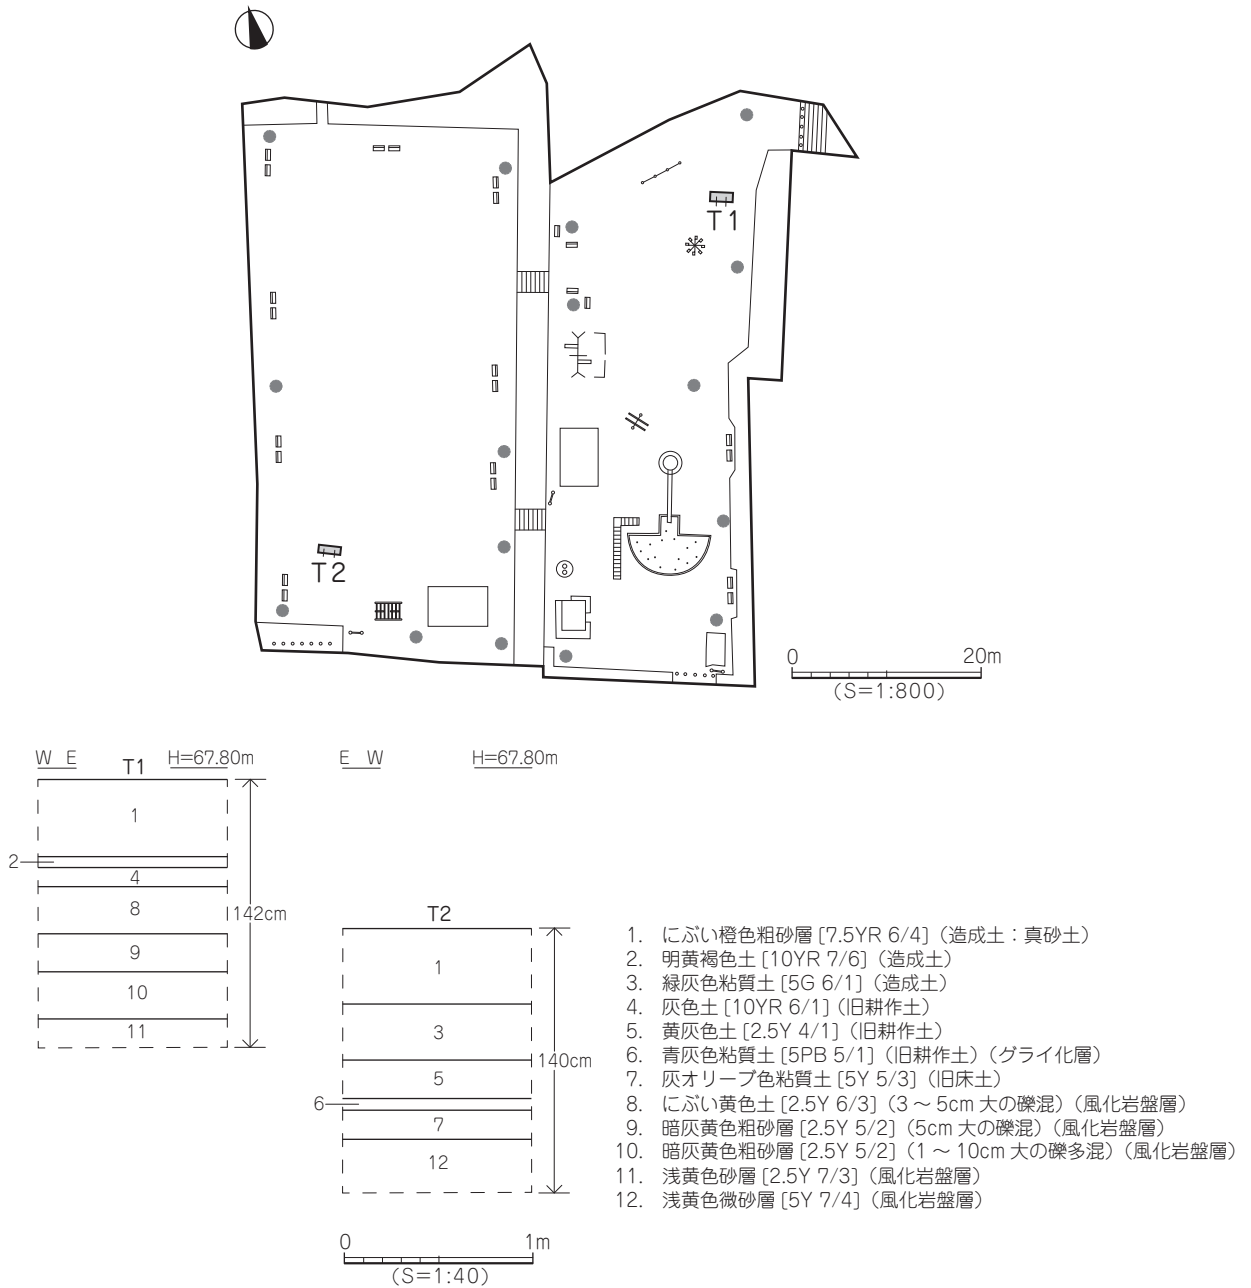 T1
T2
0 20m
(S=1:800)
W E T1 H=67.80m
E W H=67.80m
1
2
4
8
142cm
9
10
11
T2
1
3
140cm
5
6
7
12
0 1m
(S=1:40)
1. にぶい橙色粗砂層 [7.5YR 6/4]（造成土：真砂土）
2. 明黄褐色土 [10YR 7/6]（造成土）
3. 緑灰色粘質土 [5G 6/1]（造成土）
4. 灰色土 [10YR 6/1]（旧耕作土）
5. 黄灰色土 [2.5Y 4/1]（旧耕作土）
6. 青灰色粘質土 [5PB 5/1]（旧耕作土）（グライ化層）
7. 灰オリーブ色粘質土 [5Y 5/3]（旧床土）
8. にぶい黄色土 [2.5Y 6/3]（3～5cm 大の礫混）（風化岩盤層）
9. 暗灰黄色粗砂層 [2.5Y 5/2]（5cm 大の礫混）（風化岩盤層）
10. 暗灰黄色粗砂層 [2.5Y 5/2]（1～10cm 大の礫多混）（風化岩盤層）
11. 浅黄色砂層 [2.5Y 7/3]（風化岩盤層）
12. 浅黄色微砂層 [5Y 7/4]（風化岩盤層）